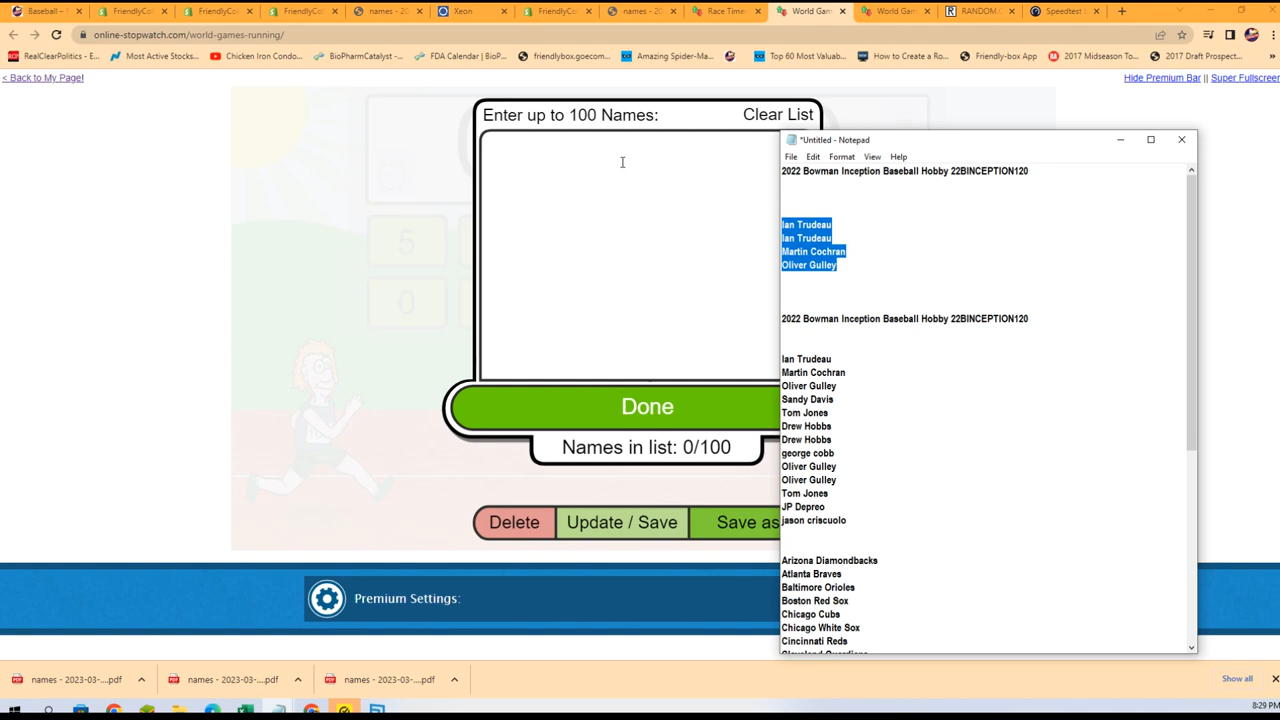 Baseball -
FriendlyCo
FriendlyCo
FriendlyCo
names - 20
Xeon
FriendlyCo
names - 20
Race Timer
World Gam
World Gam
RANDOM.O
Speedtest b
online-stopwatch.com/world-games-running/
RealClearPolitics - E...
Most Active Stocks...
Chicken Iron Condo...
BioPharmCatalyst -...
FDA Calendar | BioP...
friendlybox.goecom...
Amazing Spider-Ma...
Top 60 Most Valuab...
How to Create a Ro...
Friendly-box App
2017 Midseason To...
2017 Draft Prospect...
< Back to My Page!
Hide Premium Bar || Super Fullscreen
Enter up to 100 Names:
Clear List
5
0
Done
Names in list: 0/100
Delete
Update / Save
Save as
Premium Settings:
*Untitled - Notepad
File Edit Format View Help
2022 Bowman Inception Baseball Hobby 22BINCEPTION120
Ian Trudeau
Ian Trudeau
Martin Cochran
Oliver Gulley
2022 Bowman Inception Baseball Hobby 22BINCEPTION120
Ian Trudeau
Martin Cochran
Oliver Gulley
Sandy Davis
Tom Jones
Drew Hobbs
Drew Hobbs
george cobb
Oliver Gulley
Oliver Gulley
Tom Jones
JP Depreo
jason criscuolo
Arizona Diamondbacks
Atlanta Braves
Baltimore Orioles
Boston Red Sox
Chicago Cubs
Chicago White Sox
Cincinnati Reds
Cleveland Guardians
names - 2023-03-....pdf
names - 2023-03-....pdf
names - 2023-03-....pdf
Show all
8:29 PM